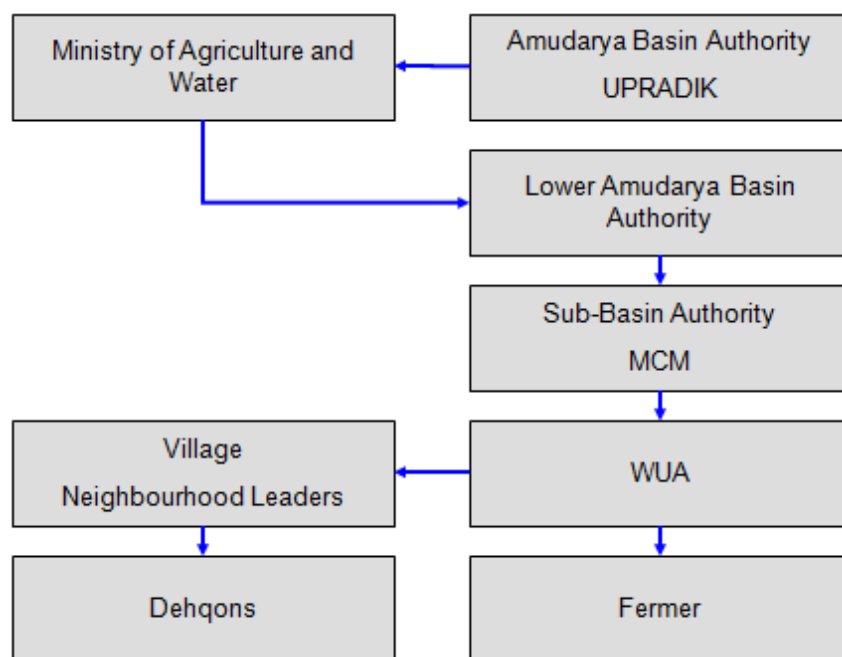 Ministry of Agriculture and
Water
Amudarya Basin Authority
UPRADIK
Lower Amudarya Basin
Authority
Sub-Basin Authority
MCM
Village
Neighbourhood Leaders
WUA
Dehqons
Fermer